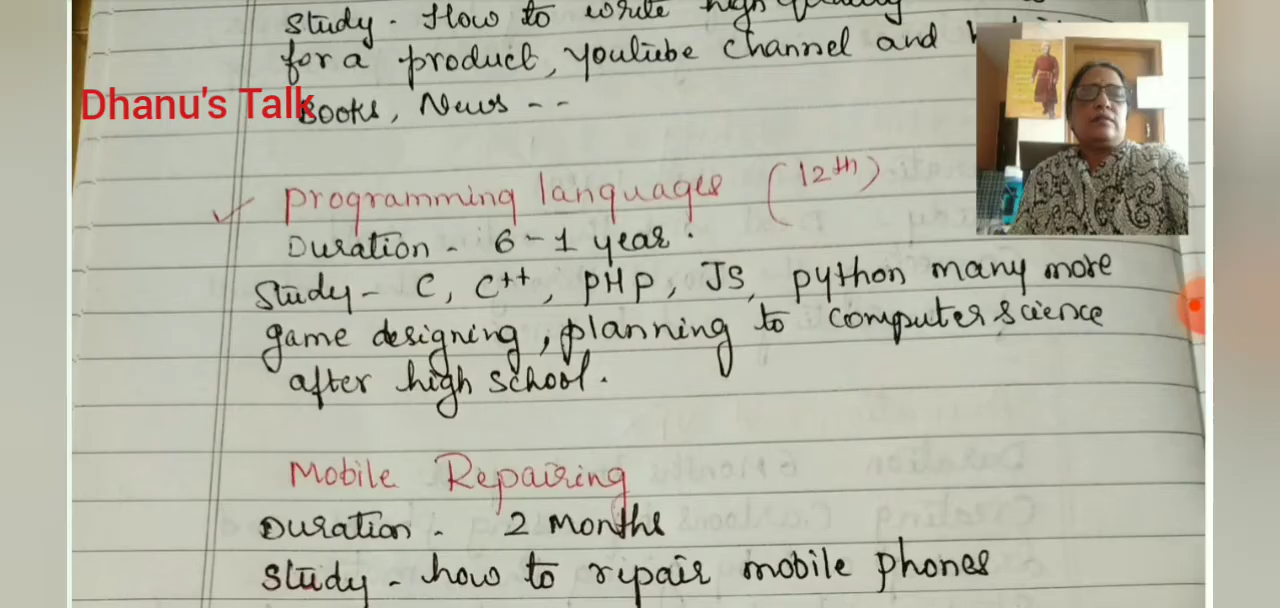 Study - How to write high quality
for a product, youtube channel and
Dhanu's Talk
Books, News - -
Programming languages (12th)
Duration - 6-1 year.
Study - C, C++, PHP, JS, python many more
game designing, planning to computer science
after high school.
Mobile Repairing
Duration - 2 months
Study - how to repair mobile phones